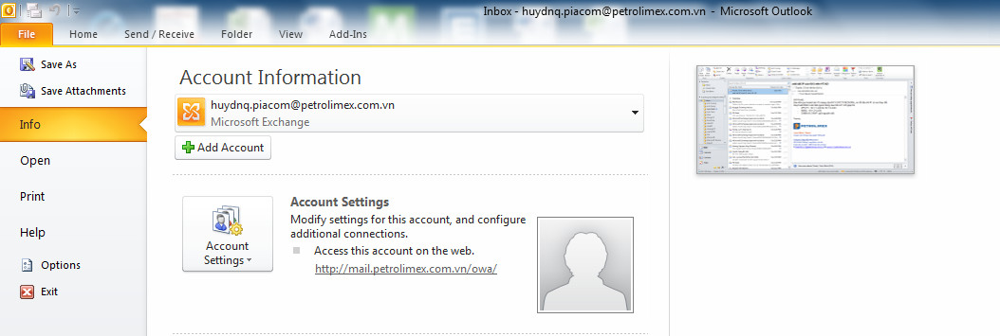 Inbox - huydnq.piacom@petrolimex.com.vn - Microsoft Outlook
File
Home
Send / Receive
Folder
View
Add-Ins
Save As
Save Attachments
Info
Open
Print
Help
Options
Exit
Account Information
huydnq.piacom@petrolimex.com.vn
Microsoft Exchange
Add Account
Account
Settings
Account Settings
Modify settings for this account, and configure
additional connections.
Access this account on the web.
http://mail.petrolimex.com.vn/owa/
PETROLIMEX